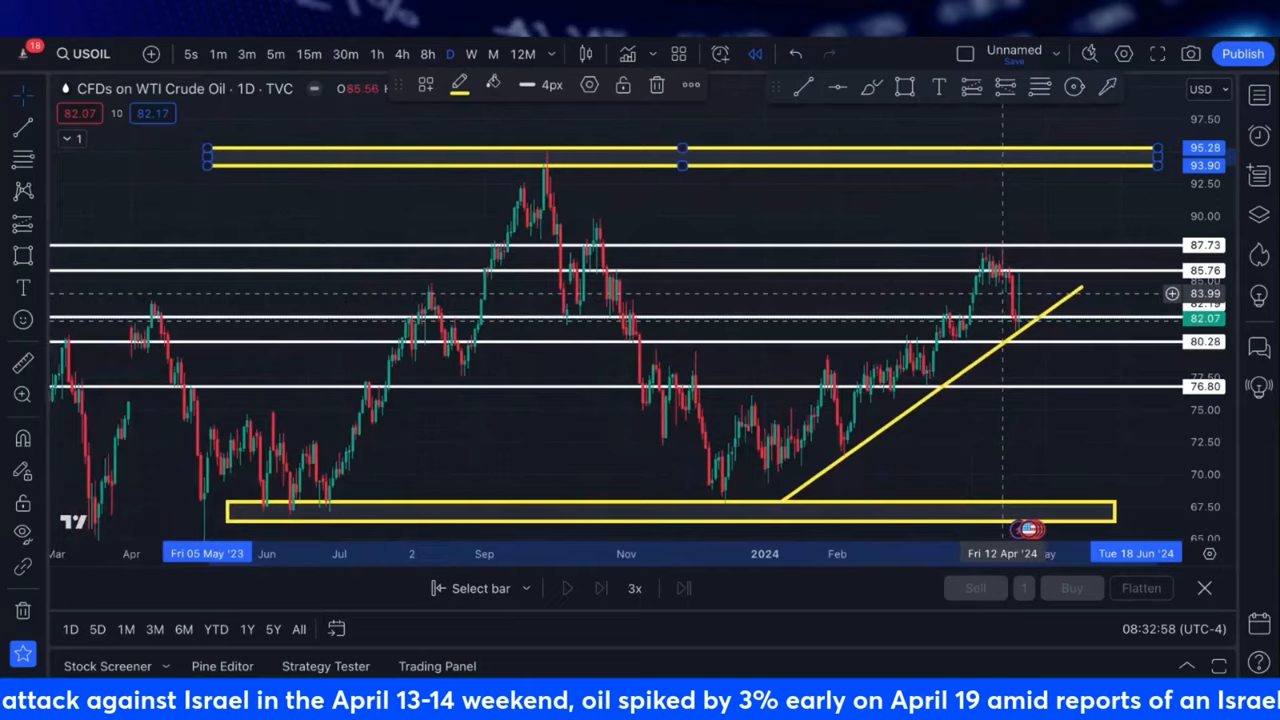 18
USOIL 5s 1m 3m 5m 15m 30m 1h 4h 8h D W M 12M Unnamed Save Publish
CFDs on WTI Crude Oil · 1D · TVC O85.56 H 4px USD
82.07 10 82.17
1
97.50
95.28
93.90
92.50
90.00
87.73
85.76
83.99
82.07
80.28
76.80
75.00
72.50
70.00
67.50
65.00
Mar Apr Fri 05 May '23 Jun Jul 2 Sep Nov 2024 Feb Fri 12 Apr '24 ay Tue 18 Jun '24
Select bar 3x Sell 1 Buy Flatten
1D 5D 1M 3M 6M YTD 1Y 5Y All 08:32:58 (UTC-4)
Stock Screener Pine Editor Strategy Tester Trading Panel
attack against Israel in the April 13-14 weekend, oil spiked by 3% early on April 19 amid reports of an Israe